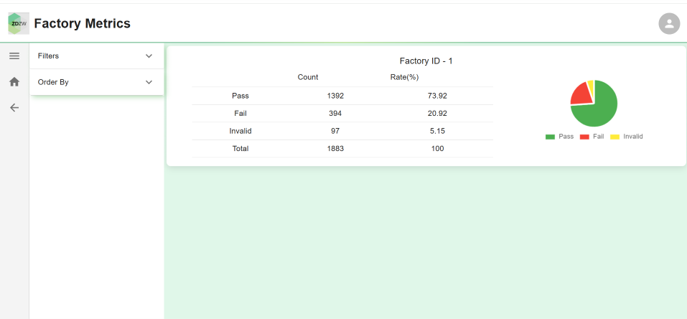 ZDZW Factory Metrics
Filters
Order By
Factory ID - 1
Count Rate(%)
Pass 1392 73.92
Fail 394 20.92
Invalid 97 5.15
Total 1883 100
Pass Fail Invalid